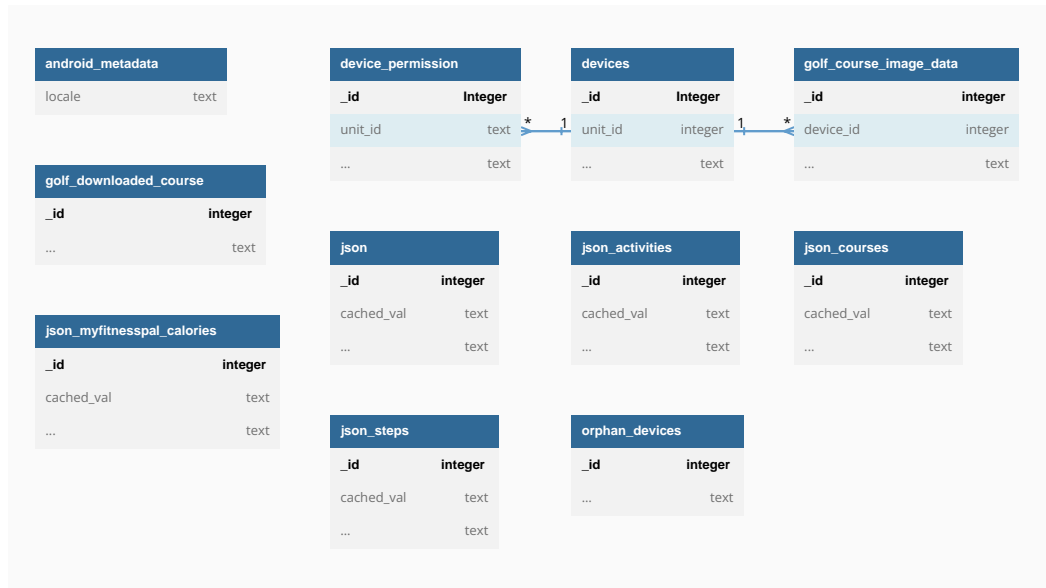 android_metadata
locale text
device_permission
_id Integer
unit_id text
... text
* 1
devices
_id Integer
unit_id integer
... text
1 *
golf_course_image_data
_id integer
device_id integer
... text
golf_downloaded_course
_id integer
... text
json
_id integer
cached_val text
... text
json_activities
_id integer
cached_val text
... text
json_courses
_id integer
cached_val text
... text
json_myfitnesspal_calories
_id integer
cached_val text
... text
json_steps
_id integer
cached_val text
... text
orphan_devices
_id integer
... text